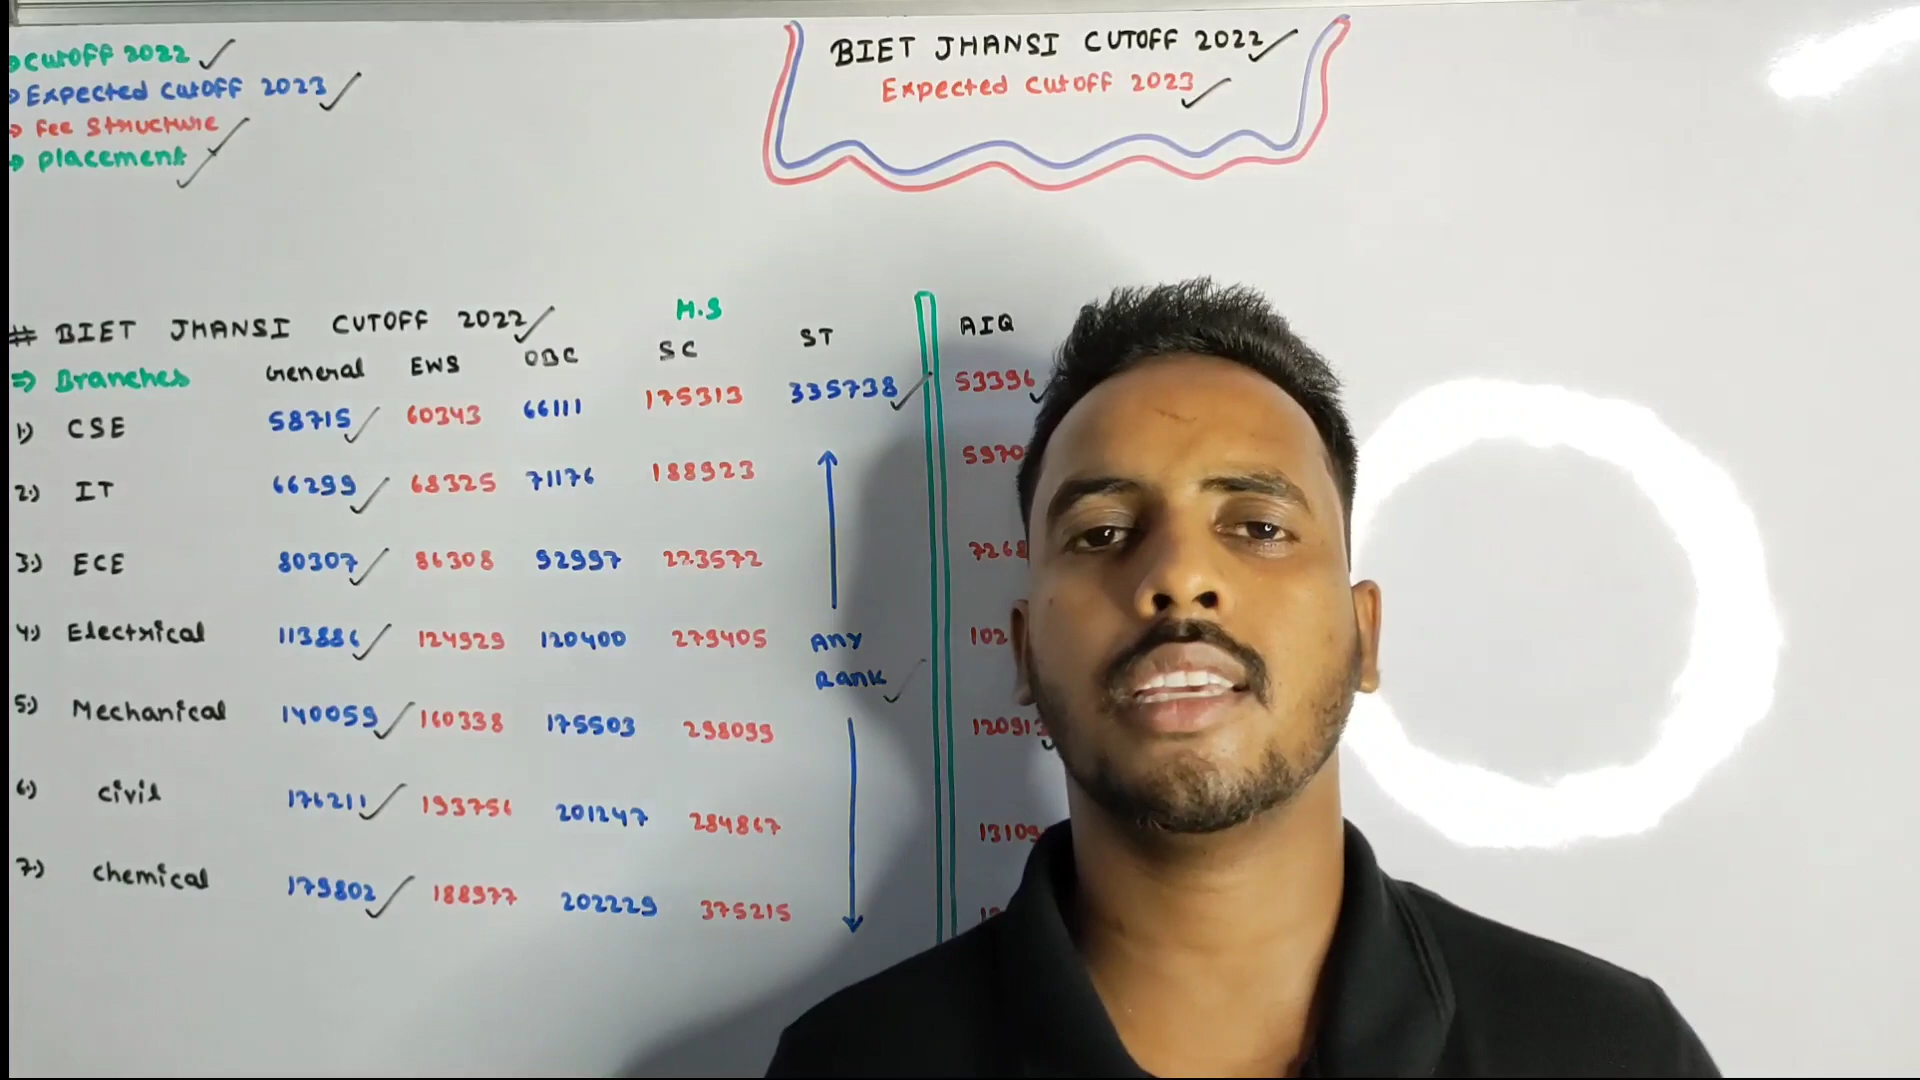 Cutoff 2022
Expected Cutoff 2023
Fee Structure
Placement
BIET JHANSI CUTOFF 2022
Expected Cutoff 2023
# BIET JHANSI CUTOFF 2022
H.S
Branches General EWS OBC SC ST AIQ
1) CSE 58715 60343 66111 175313 335738 53396
2) IT 66299 68325 71176 188923
3) ECE 80307 86308 92997 223572
4) Electrical 113886 124929 120400 279405 Any
Rank
5) Mechanical 140059 160338 175503 298099
6) Civil 176211 193756 201247 284867
7) Chemical 179802 188977 202229 375215